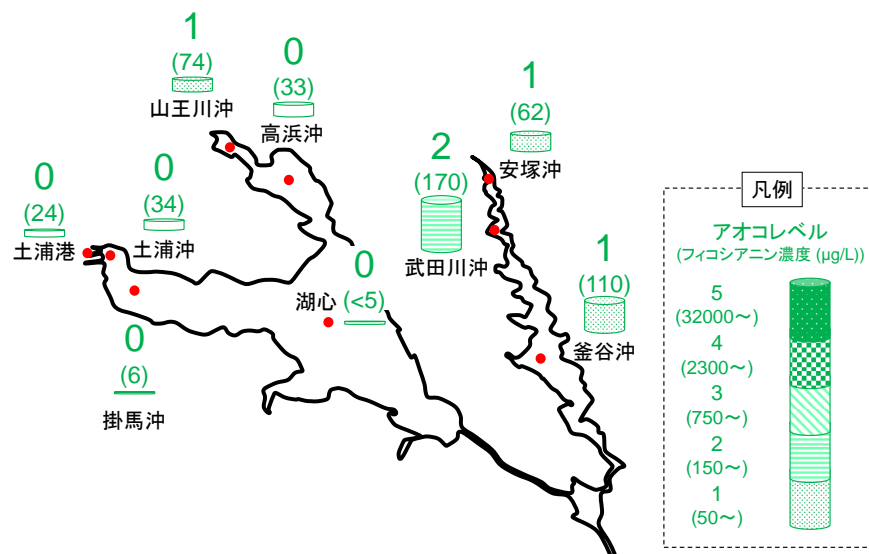 1
(74)
山王川沖
0
(33)
高浜沖
1
(62)
安塚沖
0
(24)
土浦港
0
(34)
土浦沖
2
(170)
武田川沖
0
(<5)
湖心
1
(110)
釜谷沖
0
(6)
掛馬沖
凡例
アオコレベル
(フィコシアニン濃度 (μg/L))
5
(32000～)
4
(2300～)
3
(750～)
2
(150～)
1
(50～)